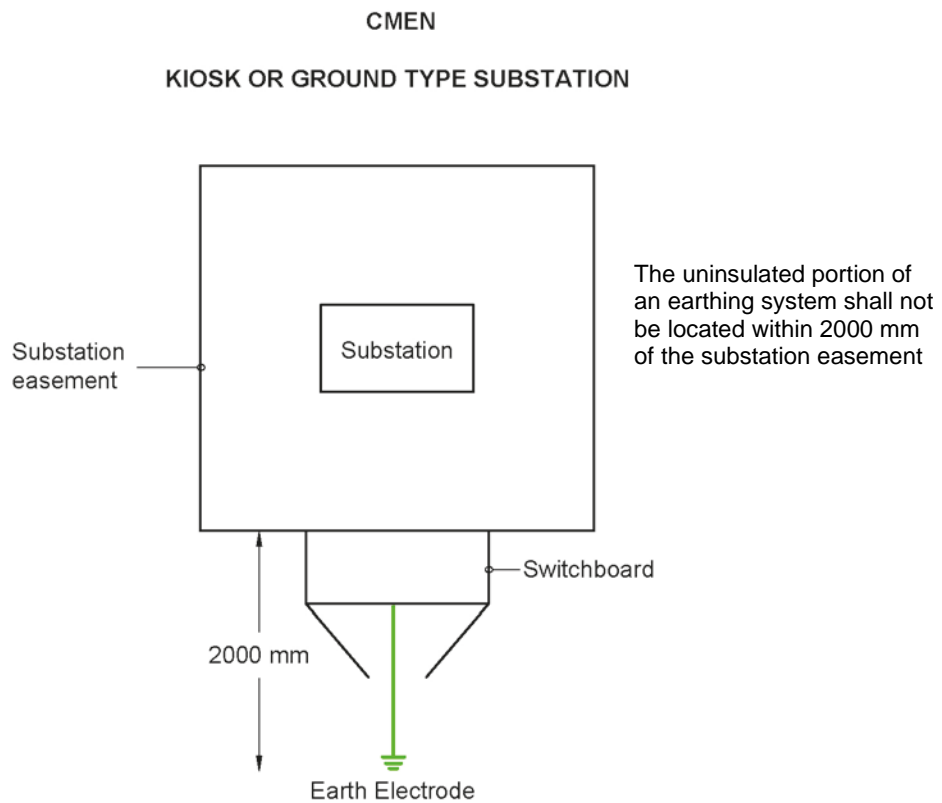 CMEN
KIOSK OR GROUND TYPE SUBSTATION
The uninsulated portion of
an earthing system shall not
be located within 2000 mm
of the substation easement
Substation
easement
Substation
Switchboard
2000 mm
Earth Electrode